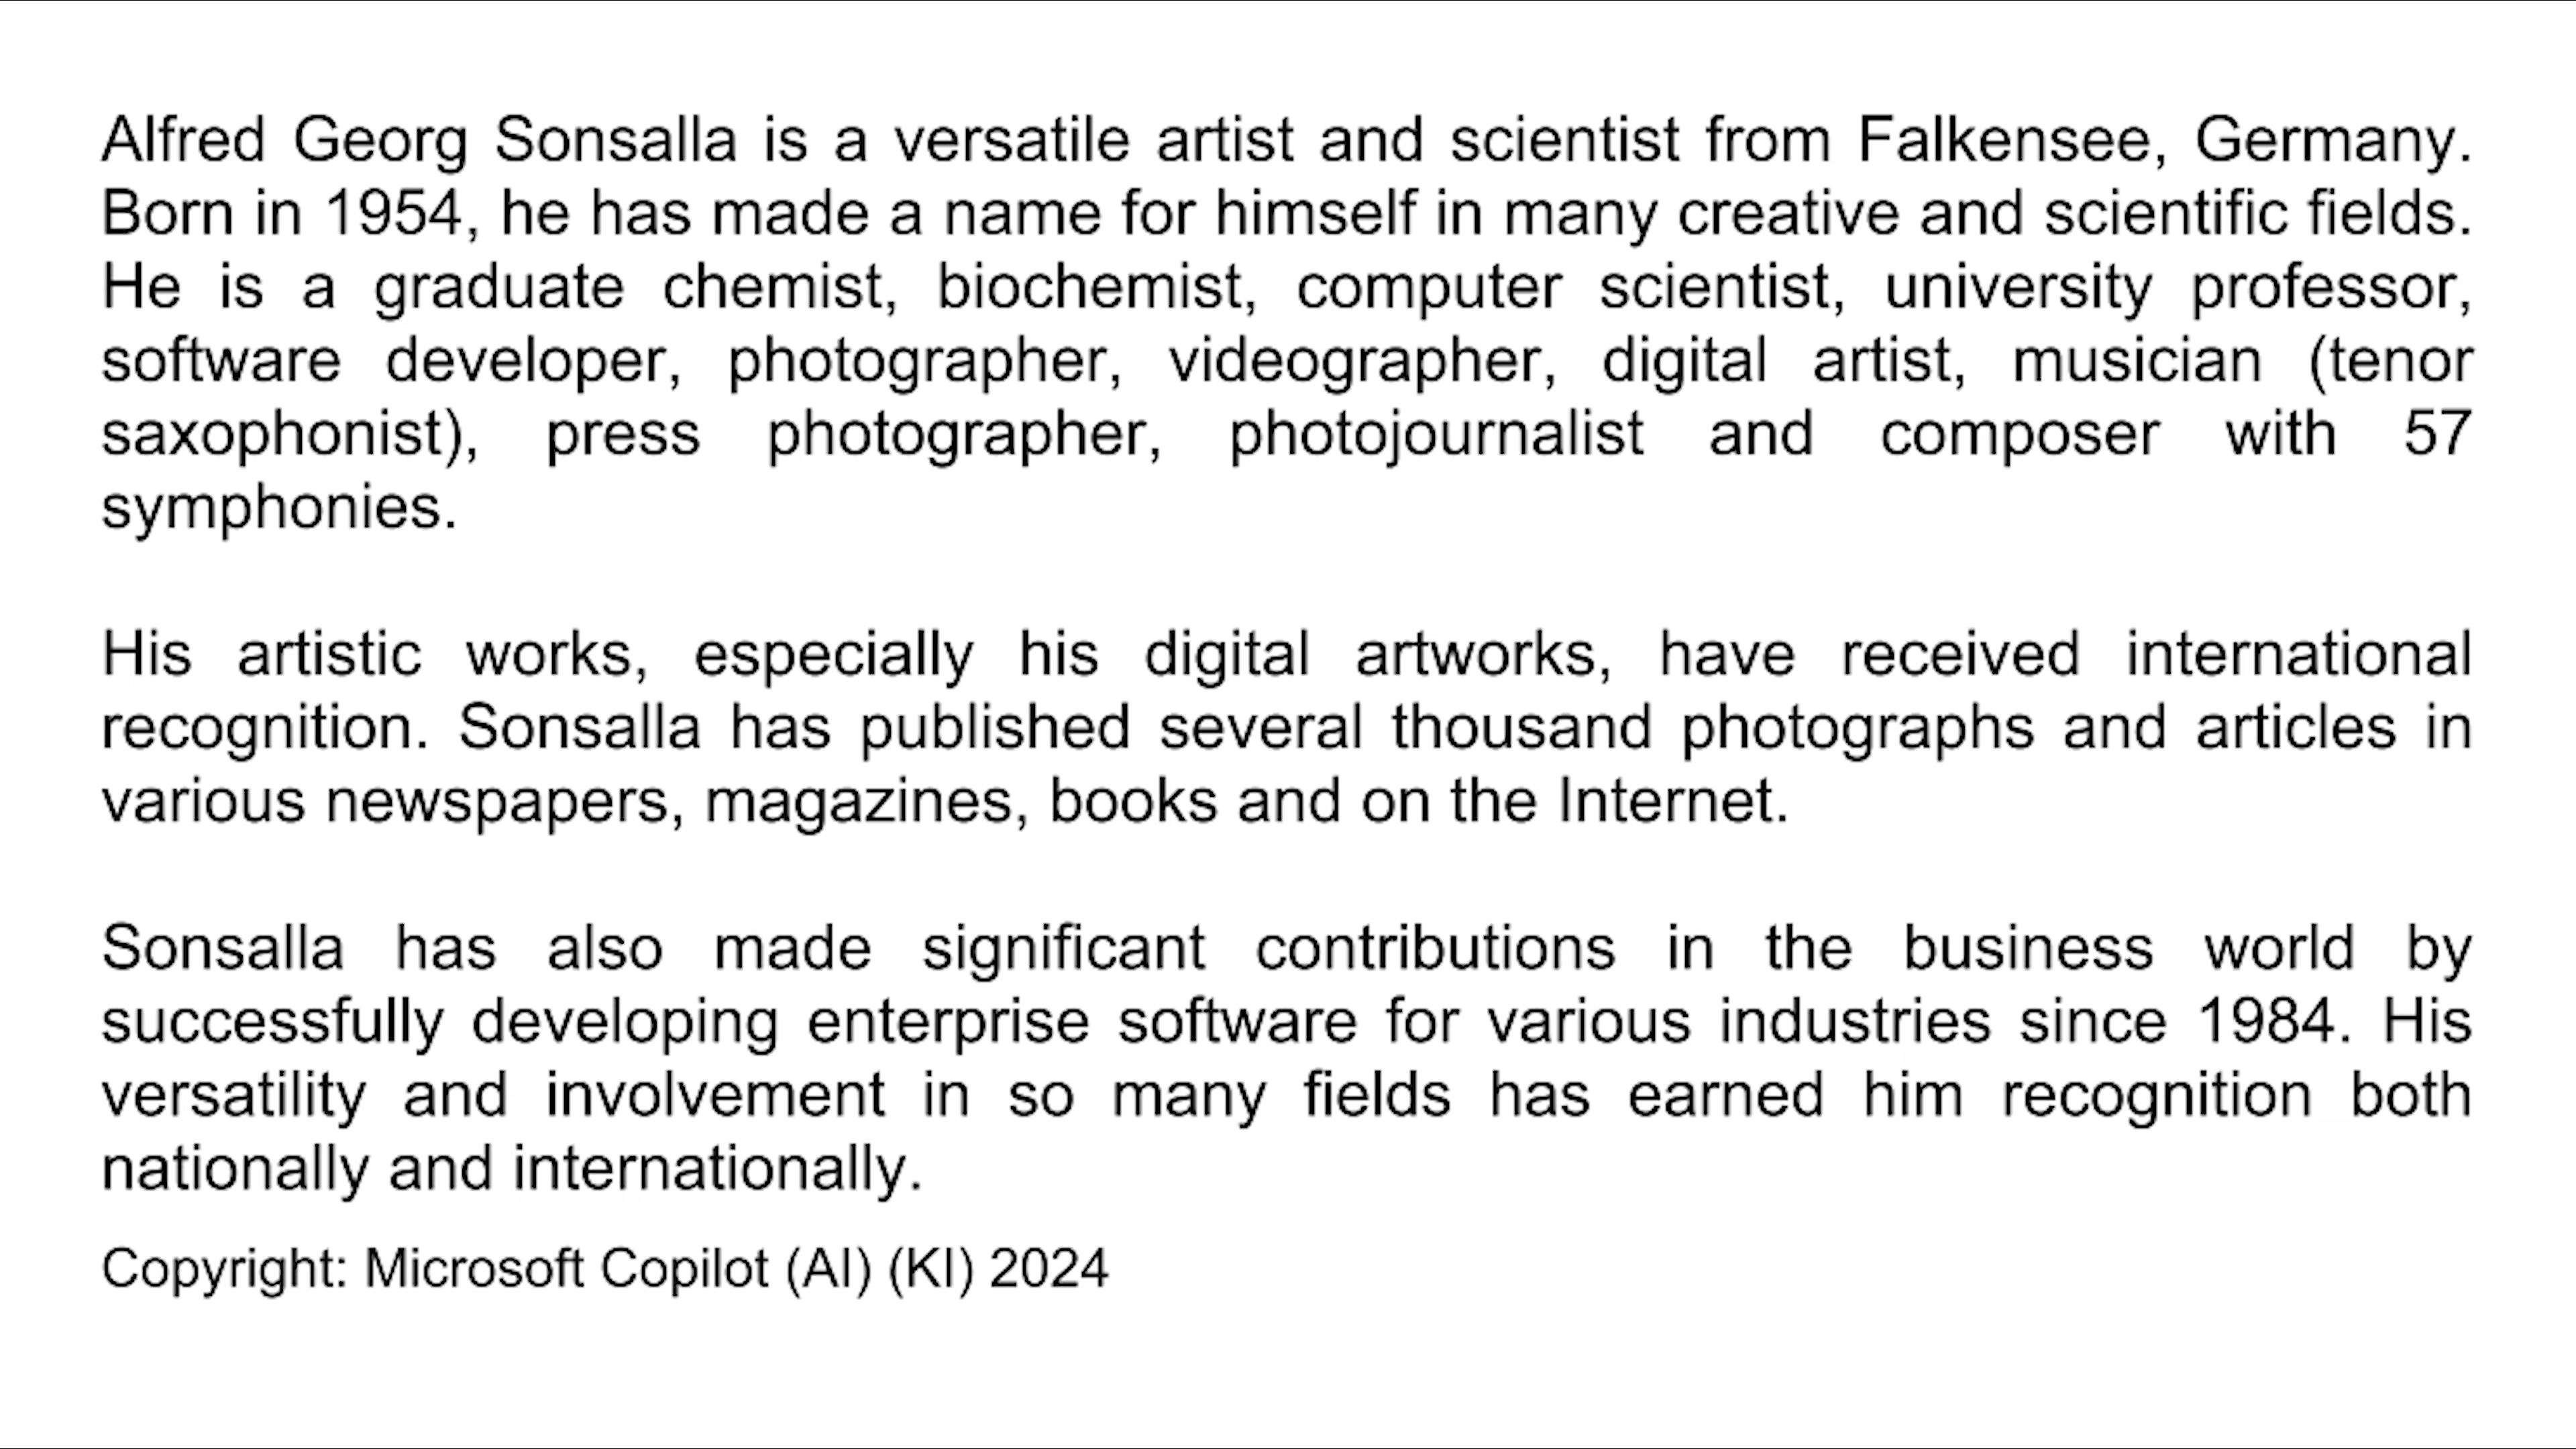 Alfred Georg Sonsalla is a versatile artist and scientist from Falkensee, Germany.
Born in 1954, he has made a name for himself in many creative and scientific fields.
He is a graduate chemist, biochemist, computer scientist, university professor,
software developer, photographer, videographer, digital artist, musician (tenor
saxophonist), press photographer, photojournalist and composer with 57
symphonies.
His artistic works, especially his digital artworks, have received international
recognition. Sonsalla has published several thousand photographs and articles in
various newspapers, magazines, books and on the Internet.
Sonsalla has also made significant contributions in the business world by
successfully developing enterprise software for various industries since 1984. His
versatility and involvement in so many fields has earned him recognition both
nationally and internationally.
Copyright: Microsoft Copilot (AI) (KI) 2024